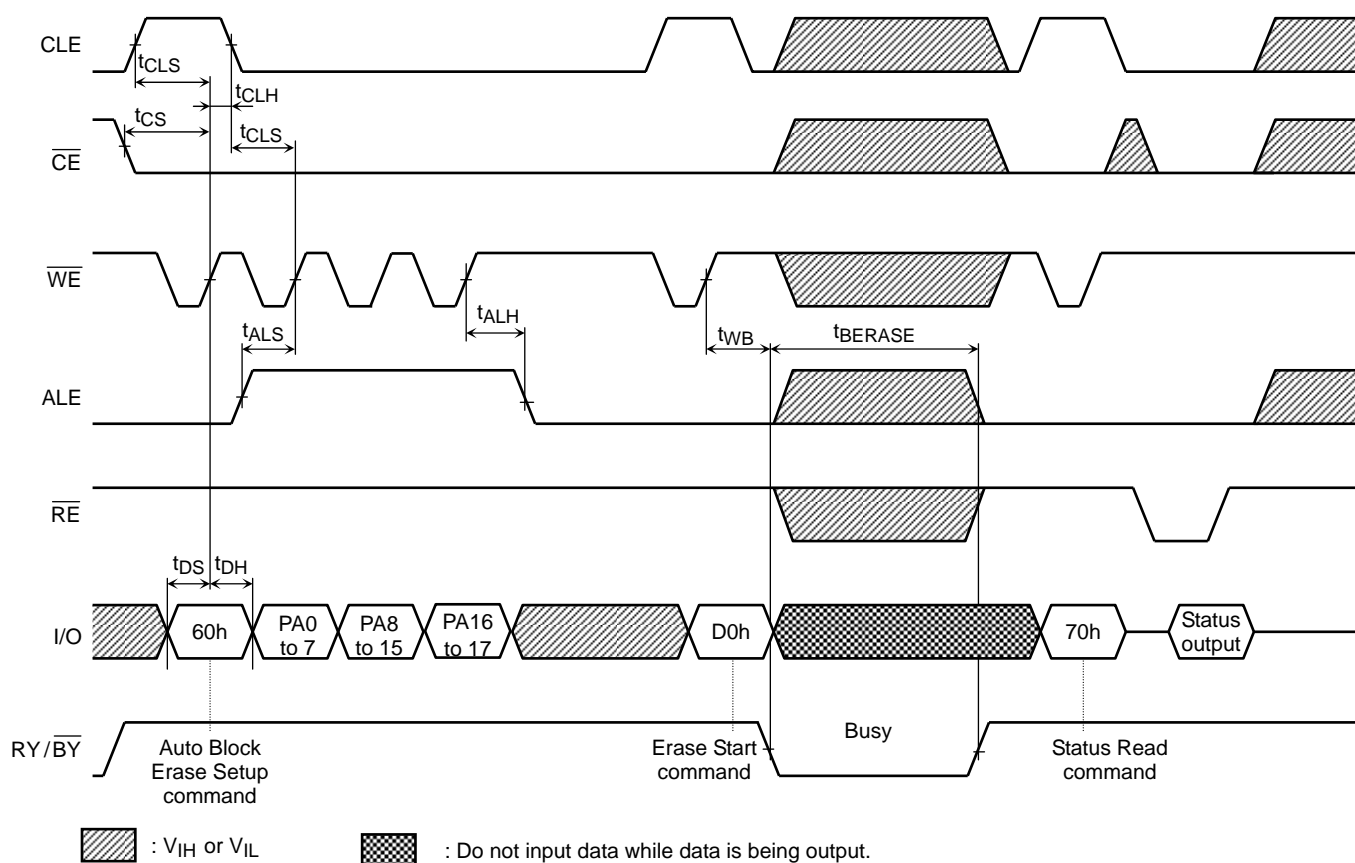 CLE
tCLS
tCLH
tCS
tCLS
CE
WE
tALS
tALH
tWB
tBERASE
ALE
RE
tDS
tDH
I/O
60h
PA0
to 7
PA8
to 15
PA16
to 17
D0h
70h
Status
output
RY/BY
Auto Block
Erase Setup
command
Erase Start
command
Busy
Status Read
command
: VIH or VIL
: Do not input data while data is being output.